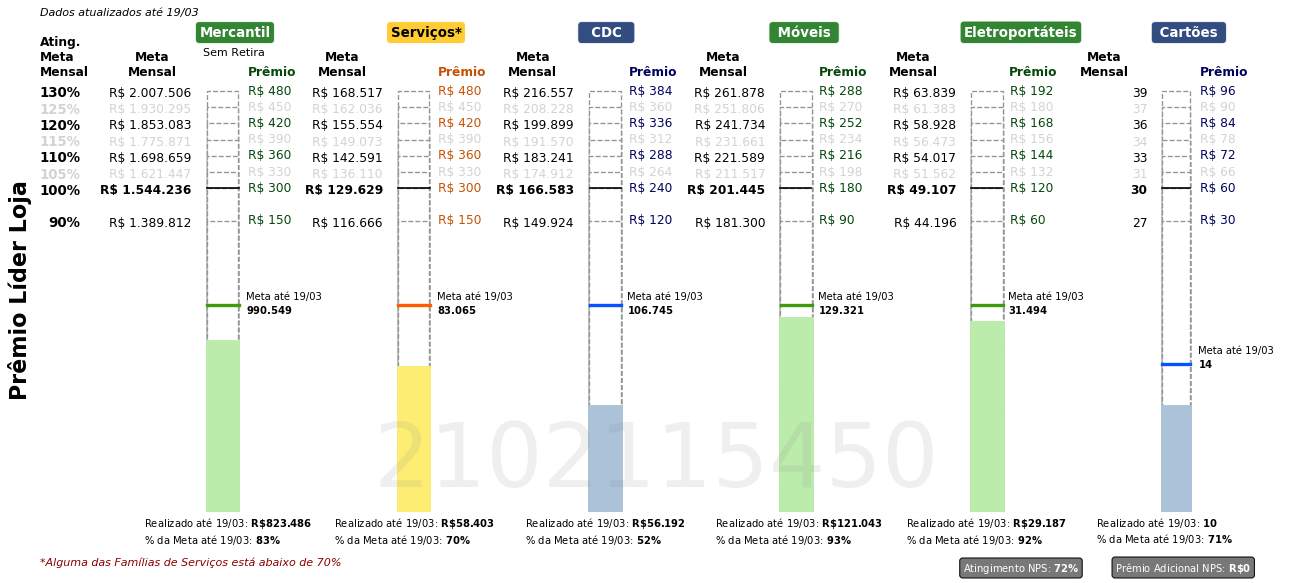 Dados atualizados até 19/03
Mercantil Serviços* CDC Móveis Eletroportáteis Cartões
Sem Retira
Ating. Meta Mensal
Meta Mensal Prêmio Meta Mensal Prêmio Meta Mensal Prêmio Meta Mensal Prêmio Meta Mensal Prêmio Meta Mensal Prêmio
130% R$ 2.007.506 R$ 480 R$ 168.517 R$ 480 R$ 216.557 R$ 384 R$ 261.878 R$ 288 R$ 63.839 R$ 192 39 R$ 96
125% R$ 1.930.295 R$ 450 R$ 162.036 R$ 450 R$ 208.228 R$ 360 R$ 251.806 R$ 270 R$ 61.383 R$ 180 37 R$ 90
120% R$ 1.853.083 R$ 420 R$ 155.554 R$ 420 R$ 199.899 R$ 336 R$ 241.734 R$ 252 R$ 58.928 R$ 168 36 R$ 84
115% R$ 1.775.871 R$ 390 R$ 149.073 R$ 390 R$ 191.570 R$ 312 R$ 231.661 R$ 234 R$ 56.473 R$ 156 34 R$ 78
110% R$ 1.698.659 R$ 360 R$ 142.591 R$ 360 R$ 183.241 R$ 288 R$ 221.589 R$ 216 R$ 54.017 R$ 144 33 R$ 72
105% R$ 1.621.447 R$ 330 R$ 136.110 R$ 330 R$ 174.912 R$ 264 R$ 211.517 R$ 198 R$ 51.562 R$ 132 31 R$ 66
100% R$ 1.544.236 R$ 300 R$ 129.629 R$ 300 R$ 166.583 R$ 240 R$ 201.445 R$ 180 R$ 49.107 R$ 120 30 R$ 60
90% R$ 1.389.812 R$ 150 R$ 116.666 R$ 150 R$ 149.924 R$ 120 R$ 181.300 R$ 90 R$ 44.196 R$ 60 27 R$ 30
Prêmio Líder Loja
Meta até 19/03 Meta até 19/03 Meta até 19/03 Meta até 19/03 Meta até 19/03
990.549 83.065 106.745 129.321 31.494
Meta até 19/03
14
2102115450
Realizado até 19/03: R$823.486 Realizado até 19/03: R$58.403 Realizado até 19/03: R$56.192 Realizado até 19/03: R$121.043 Realizado até 19/03: R$29.187 Realizado até 19/03: 10
% da Meta até 19/03: 83% % da Meta até 19/03: 70% % da Meta até 19/03: 52% % da Meta até 19/03: 93% % da Meta até 19/03: 92% % da Meta até 19/03: 71%
*Alguma das Famílias de Serviços está abaixo de 70%
Atingimento NPS: 72% Prêmio Adicional NPS: R$0